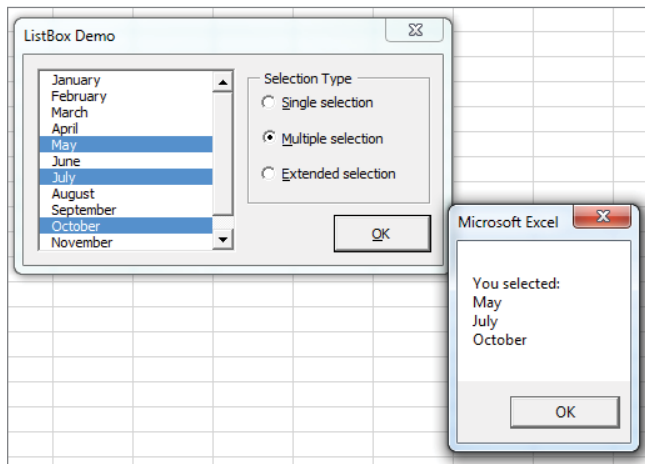 ListBox Demo
January
February
March
April
May
June
July
August
September
October
November
Selection Type
Single selection
Multiple selection
Extended selection
OK
Microsoft Excel
You selected:
May
July
October
OK